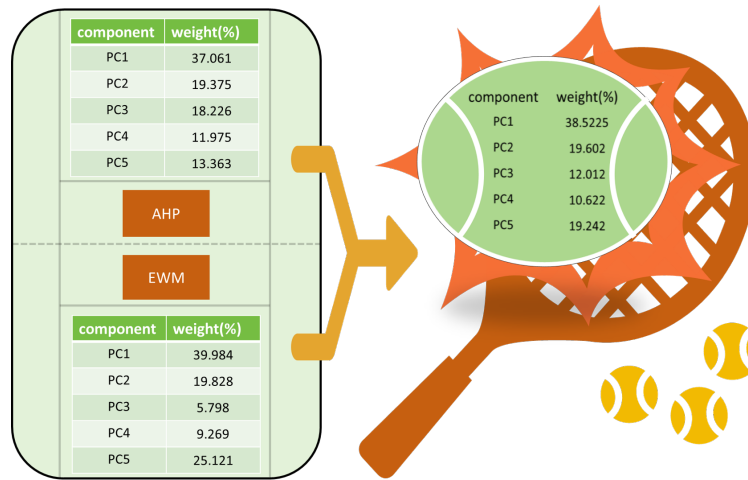 component weight(%)
PC1 37.061
PC2 19.375
PC3 18.226
PC4 11.975
PC5 13.363
AHP
EWM
component weight(%)
PC1 39.984
PC2 19.828
PC3 5.798
PC4 9.269
PC5 25.121
component weight(%)
PC1 38.5225
PC2 19.602
PC3 12.012
PC4 10.622
PC5 19.242